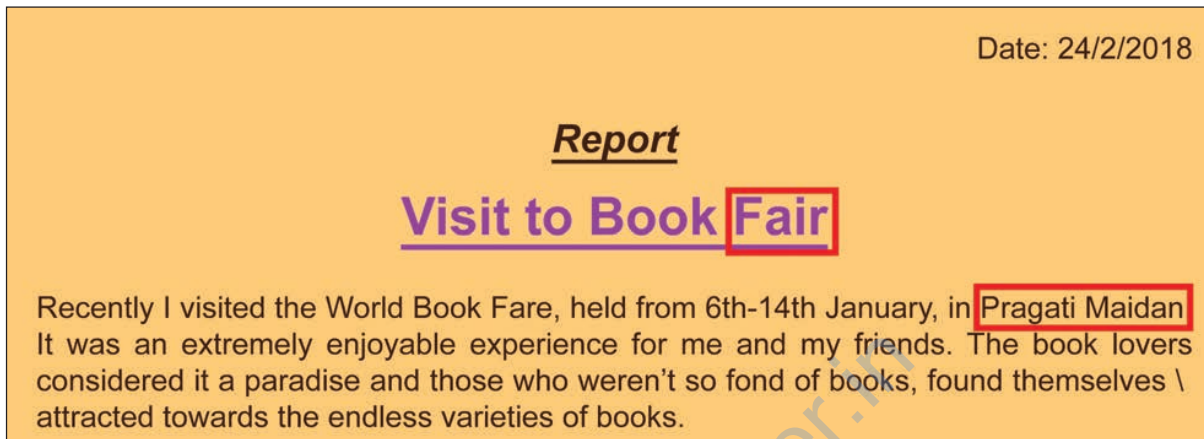 Date: 24/2/2018
Report
Visit to Book Fair
Recently I visited the World Book Fare, held from 6th-14th January, in Pragati Maidan
It was an extremely enjoyable experience for me and my friends. The book lovers
considered it a paradise and those who weren't so fond of books, found themselves \
attracted towards the endless varieties of books.
er.in